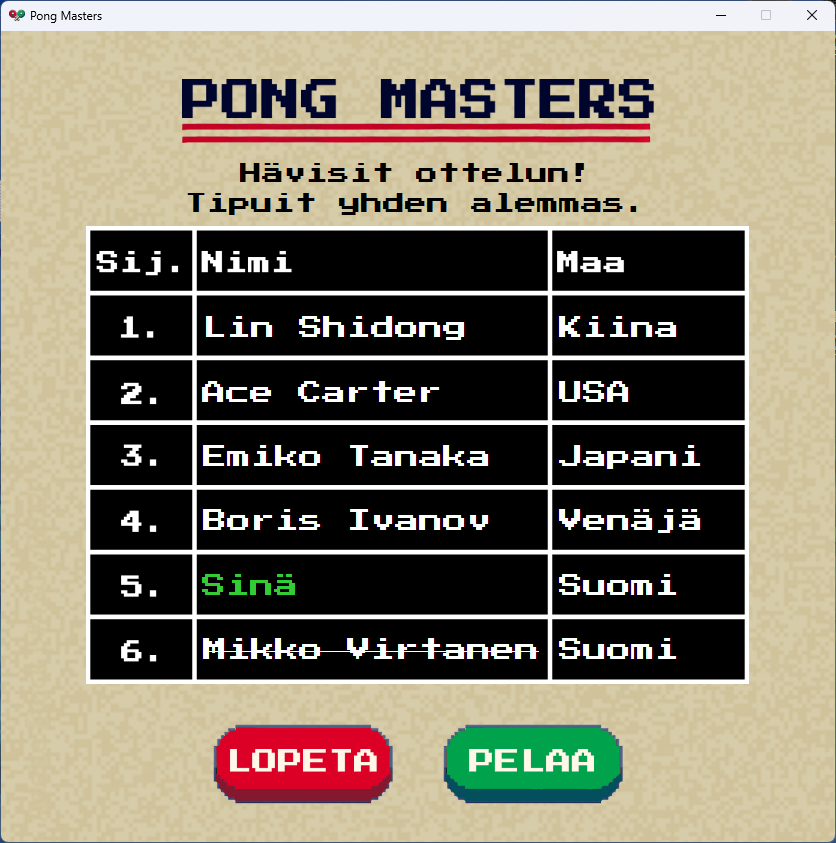 Pong Masters
PONG MASTERS
Hävisit ottelun!
Tipuit yhden alemmas.
Sij. Nimi Maa
1. Lin Shidong Kiina
2. Ace Carter USA
3. Emiko Tanaka Japani
4. Boris Ivanov Venäjä
5. Sinä Suomi
6. Mikko Virtanen Suomi
LOPETA PELAA